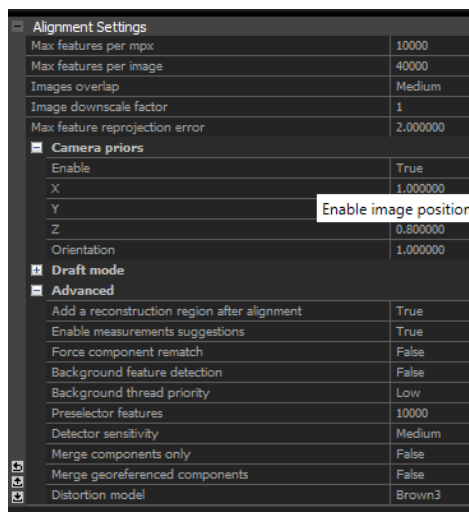 Alignment Settings
Max features per mpx 10000
Max features per image 40000
Images overlap Medium
Image downscale factor 1
Max feature reprojection error 2.000000
Camera priors
Enable True
X 1.000000
Y Enable image position
Z 0.800000
Orientation 1.000000
Draft mode
Advanced
Add a reconstruction region after alignment True
Enable measurements suggestions True
Force component rematch False
Background feature detection False
Background thread priority Low
Preselector features 10000
Detector sensitivity Medium
Merge components only False
Merge georeferenced components False
Distortion model Brown3